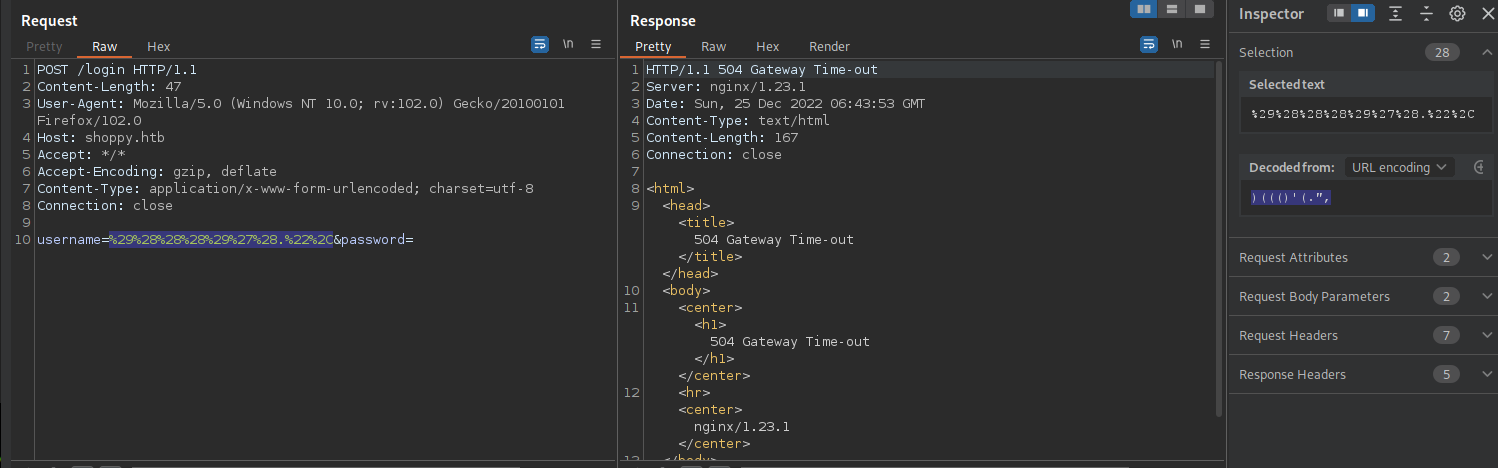 Request
Pretty Raw Hex \n
1 POST /login HTTP/1.1
2 Content-Length: 47
3 User-Agent: Mozilla/5.0 (Windows NT 10.0; rv:102.0) Gecko/20100101
Firefox/102.0
4 Host: shoppy.htb
5 Accept: */*
6 Accept-Encoding: gzip, deflate
7 Content-Type: application/x-www-form-urlencoded; charset=utf-8
8 Connection: close
9
10 username=%29%28%28%28%29%27%28.%22%2C&password=
Response
Pretty Raw Hex Render \n
1 HTTP/1.1 504 Gateway Time-out
2 Server: nginx/1.23.1
3 Date: Sun, 25 Dec 2022 06:43:53 GMT
4 Content-Type: text/html
5 Content-Length: 167
6 Connection: close
7
8 <html>
9 <head>
<title>
504 Gateway Time-out
</title>
</head>
10 <body>
11 <center>
<h1>
504 Gateway Time-out
</h1>
</center>
12 <hr>
<center>
nginx/1.23.1
</center>
13 </body>
Inspector
Selection 28
Selected text
%29%28%28%28%29%27%28.%22%2C
Decoded from: URL encoding
)((()'(.",
Request Attributes 2
Request Body Parameters 2
Request Headers 7
Response Headers 5